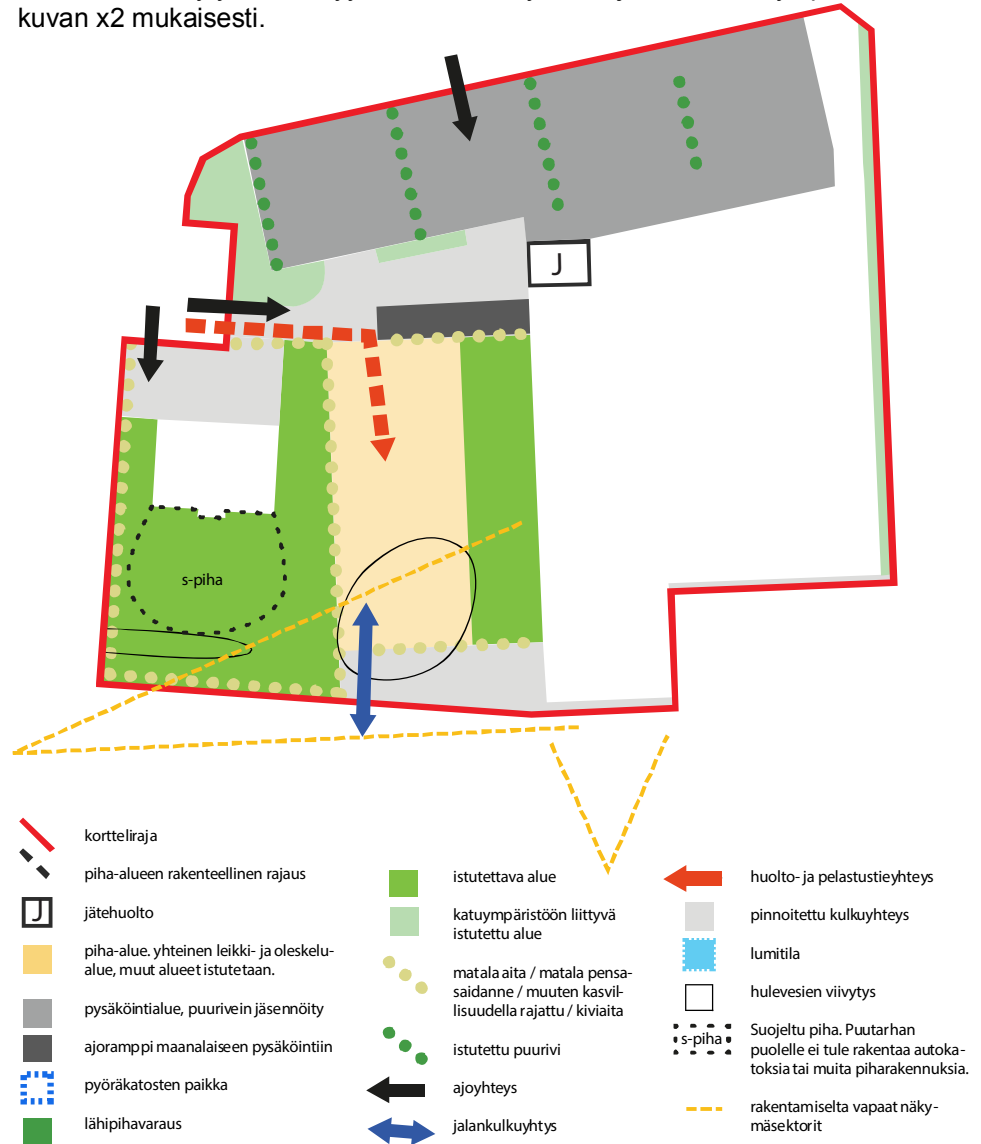 kuvan x2 mukaisesti.
J
s-piha
kortteliraja
piha-alueen rakenteellinen rajaus
J
jätehuolto
piha-alue. yhteinen leikki- ja oleskelu-
alue, muut alueet istutetaan.
pysäköintialue, puurivein jäsennöity
ajoramppi maanalaiseen pysäköintiin
pyöräkatosten paikka
lähipihavaraus
istutettava alue
katuympäristöön liittyvä
istutettu alue
matala aita / matala pensa-
saidanne / muuten kasvil-
lisuudella rajattu / kiviaita
istutettu puurivi
ajoyhteys
jalankulkuyhtys
huolto- ja pelastustieyhteys
pinnoitettu kulkuyhteys
lumitila
hulevesien viivytys
s-piha
Suojeltu piha. Puutarhan
puolelle ei tule rakentaa autoka-
toksia tai muita piharakennuksia.
rakentamiselta vapaat näky-
mäsektorit